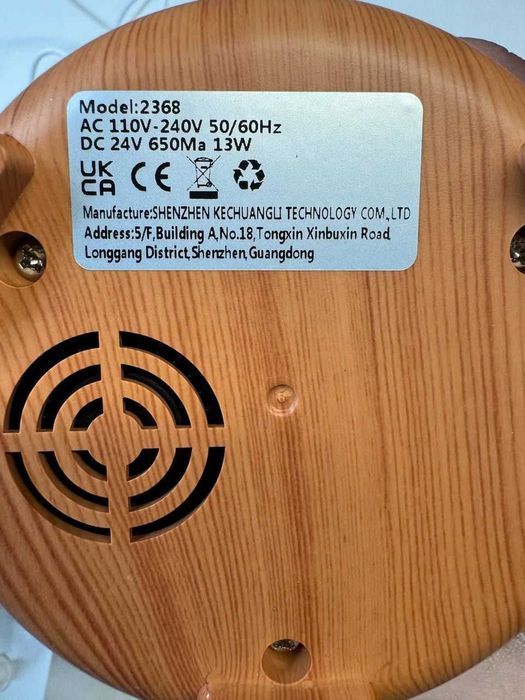 Model:2368
AC 110V-240V 50/60Hz
DC 24V 650Ma 13W
UK
CA CE
Manufacture:SHENZHEN KECHUANGLI TECHNOLOGY COM.,LTD
Address:5/F,Building A,No.18,Tongxin Xinbuxin Road,
Longgang District,Shenzhen,Guangdong